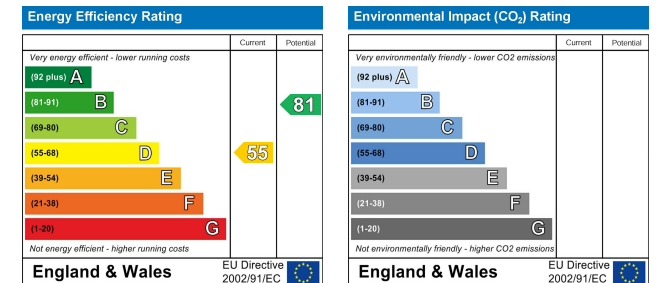 Energy Efficiency Rating
Current Potential
Very energy efficient - lower running costs
(92 plus) A
(81-91) B
81
(69-80) C
(55-68) D
55
(39-54) E
(21-38) F
(1-20) G
Not energy efficient - higher running costs
England & Wales
EU Directive
2002/91/EC
Environmental Impact (CO₂) Rating
Current Potential
Very environmentally friendly - lower CO2 emissions
(92 plus) A
(81-91) B
(69-80) C
(55-68) D
(39-54) E
(21-38) F
(1-20) G
Not environmentally friendly - higher CO2 emissions
England & Wales
EU Directive
2002/91/EC